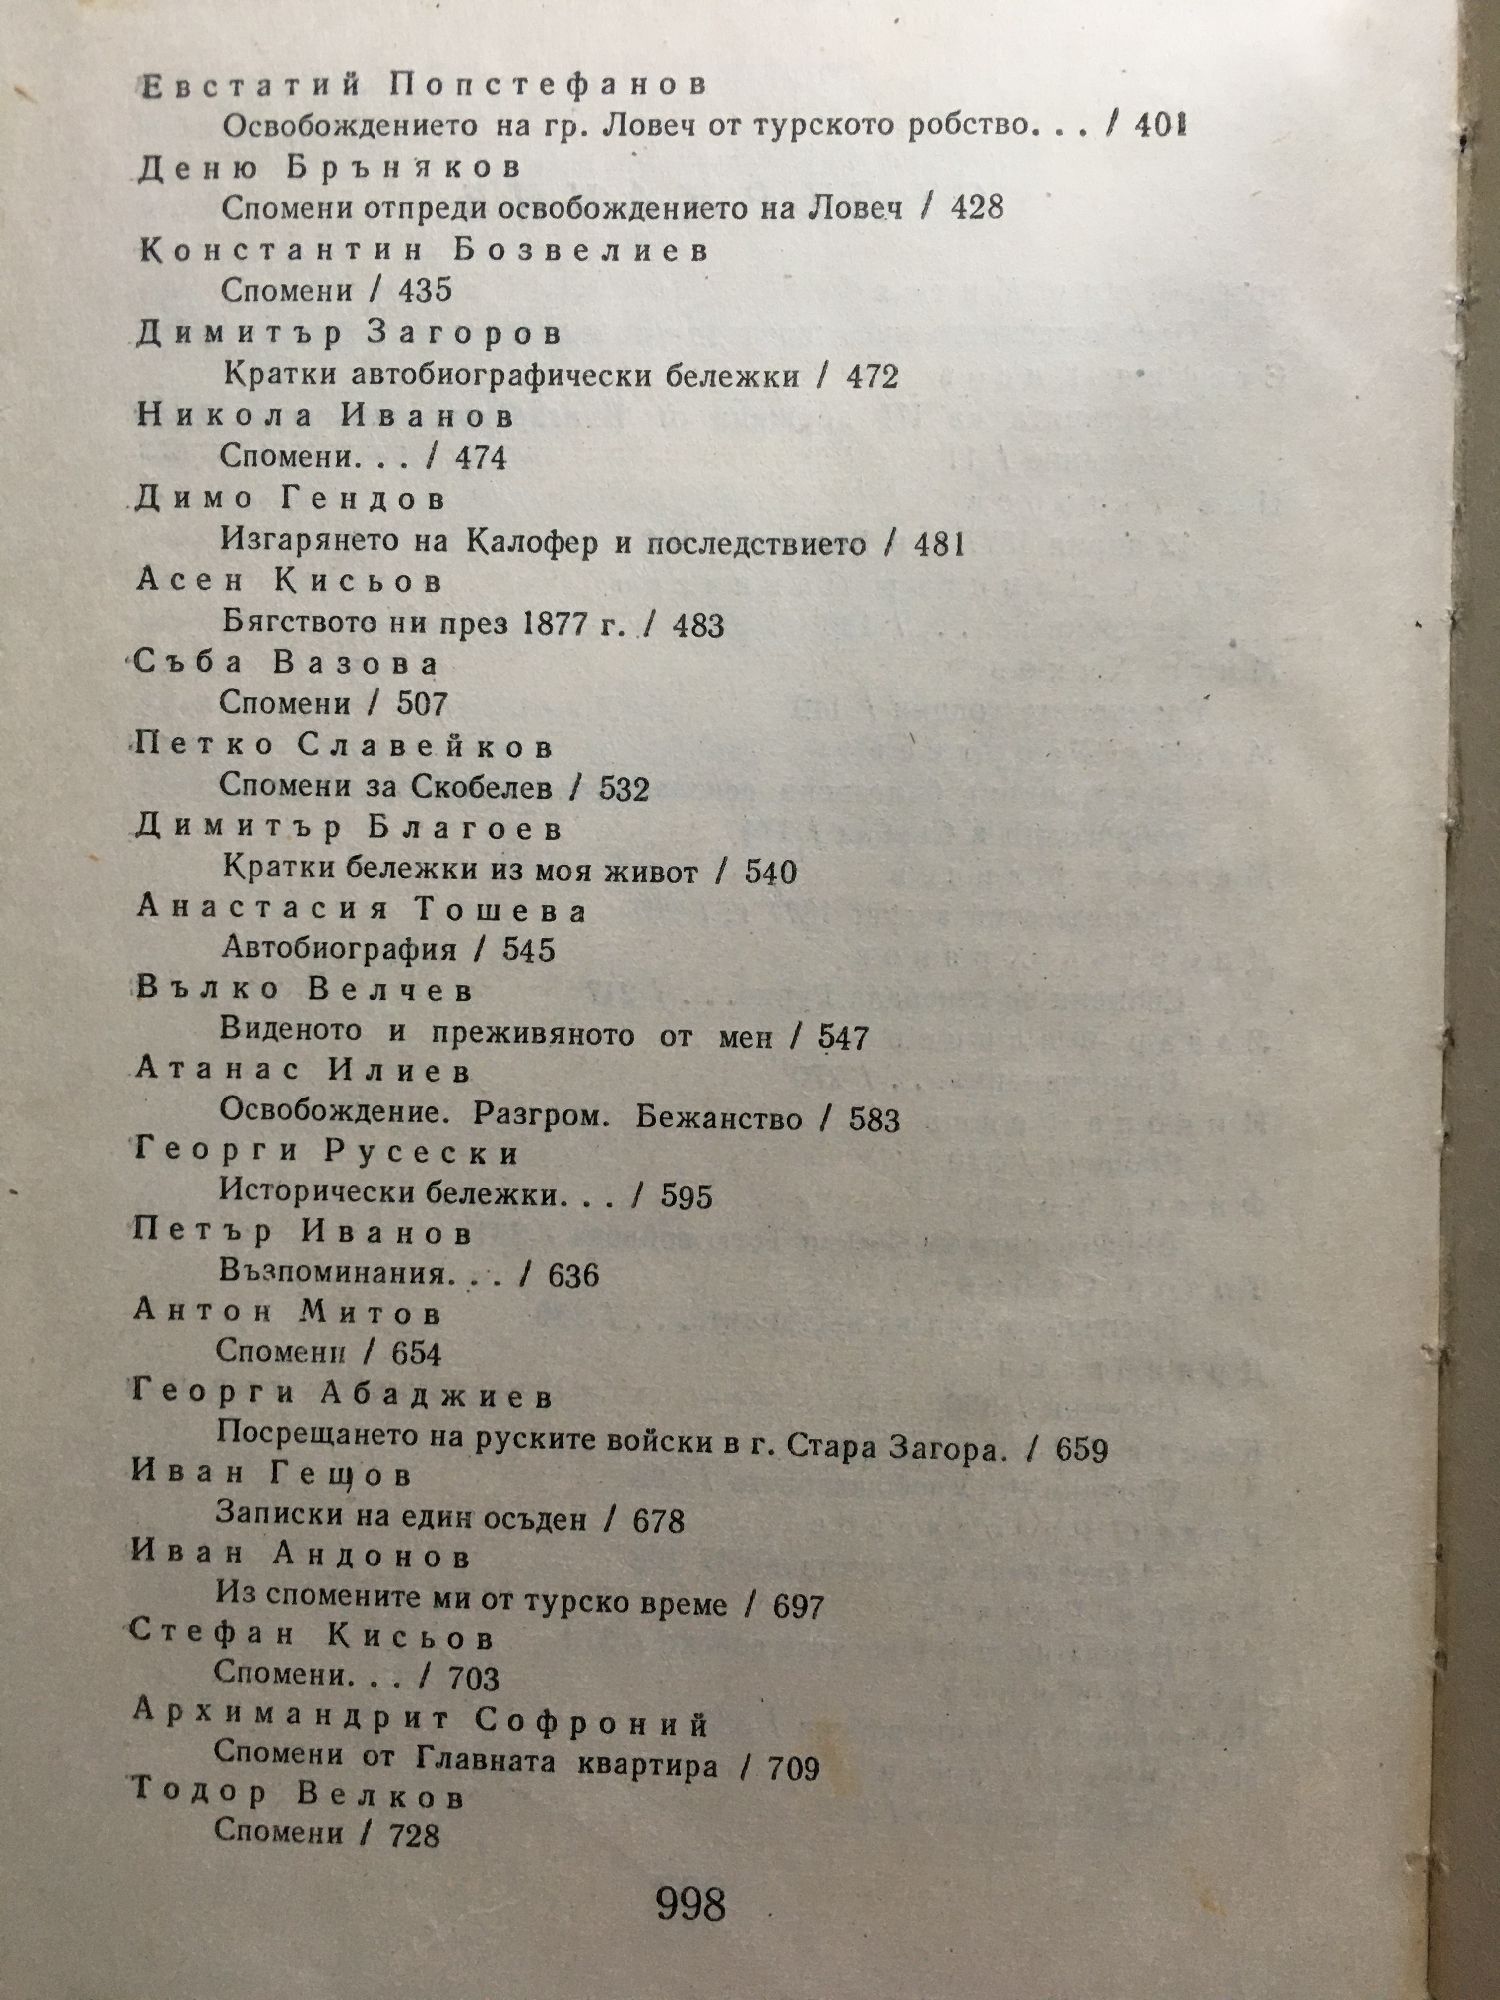 Евстатий Попстефанов
Освобождението на гр. Ловеч от турското робство. . . / 401
Деню Бръняков
Спомени отпреди освобождението на Ловеч / 428
Константин Бозвелиев
Спомени / 435
Димитър Загоров
Кратки автобиографически бележки / 472
Никола Иванов
Спомени. . . / 474
Димо Гендов
Изгарянето на Калофер и последствието / 481
Асен Кисьов
Бягството ни през 1877 г. / 483
Съба Вазова
Спомени / 507
Петко Славейков
Спомени за Скобелев / 532
Димитър Благоев
Кратки бележки из моя живот / 540
Анастасия Тошева
Автобиография / 545
Вълко Велчев
Виденото и преживяното от мен / 547
Атанас Илиев
Освобождение. Разгром. Бежанство / 583
Георги Русески
Исторически бележки. . . / 595
Петър Иванов
Възпоминания. . . / 636
Антон Митов
Спомени / 654
Георги Абаджиев
Посрещането на руските войски в г. Стара Загора. / 659
Иван Гещов
Записки на един осъден / 678
Иван Андонов
Из спомените ми от турско време / 697
Стефан Кисьов
Спомени. . . / 703
Архимандрит Софроний
Спомени от Главната квартира / 709
Тодор Велков
Спомени / 728
998